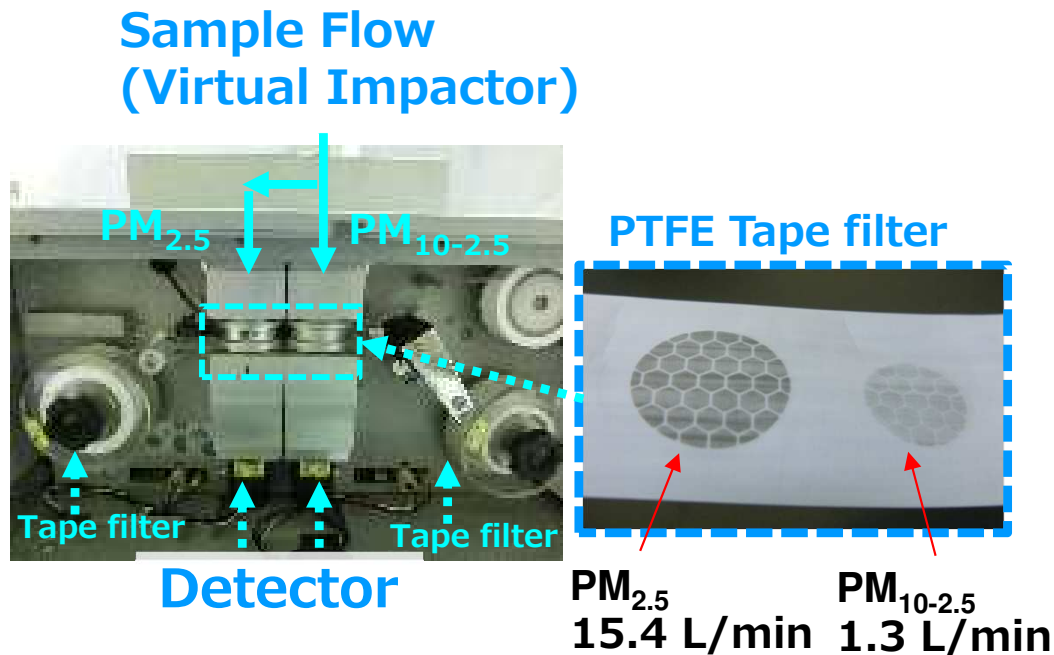 Sample Flow
(Virtual Impactor)
PM2.5
PM10-2.5
PTFE Tape filter
Tape filter
Tape filter
Detector
PM2.5
15.4 L/min
PM10-2.5
1.3 L/min